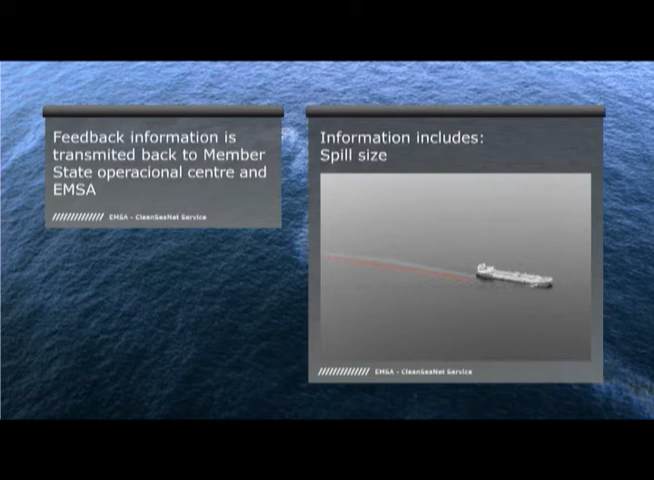 Feedback information is
transmited back to Member
State operacional centre and
EMSA
EMSA - CleanSeaNet Service
Information includes:
Spill size
EMSA - CleanSeaNet Service